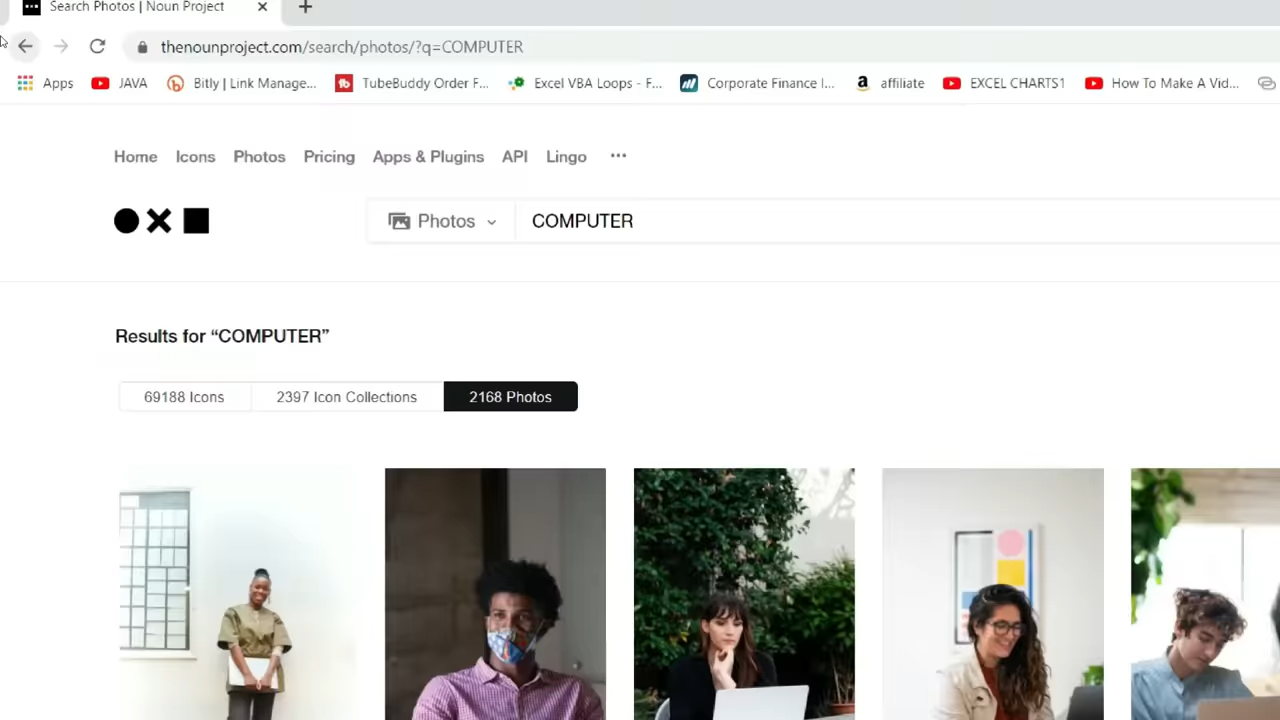 Search Photos | Noun Project
thenounproject.com/search/photos/?q=COMPUTER
Apps JAVA Bitly | Link Manage... TubeBuddy Order F... Excel VBA Loops - F... Corporate Finance I... affiliate EXCEL CHARTS1 How To Make A Vid...
Home Icons Photos Pricing Apps & Plugins API Lingo ...
Photos COMPUTER
Results for “COMPUTER”
69188 Icons 2397 Icon Collections 2168 Photos